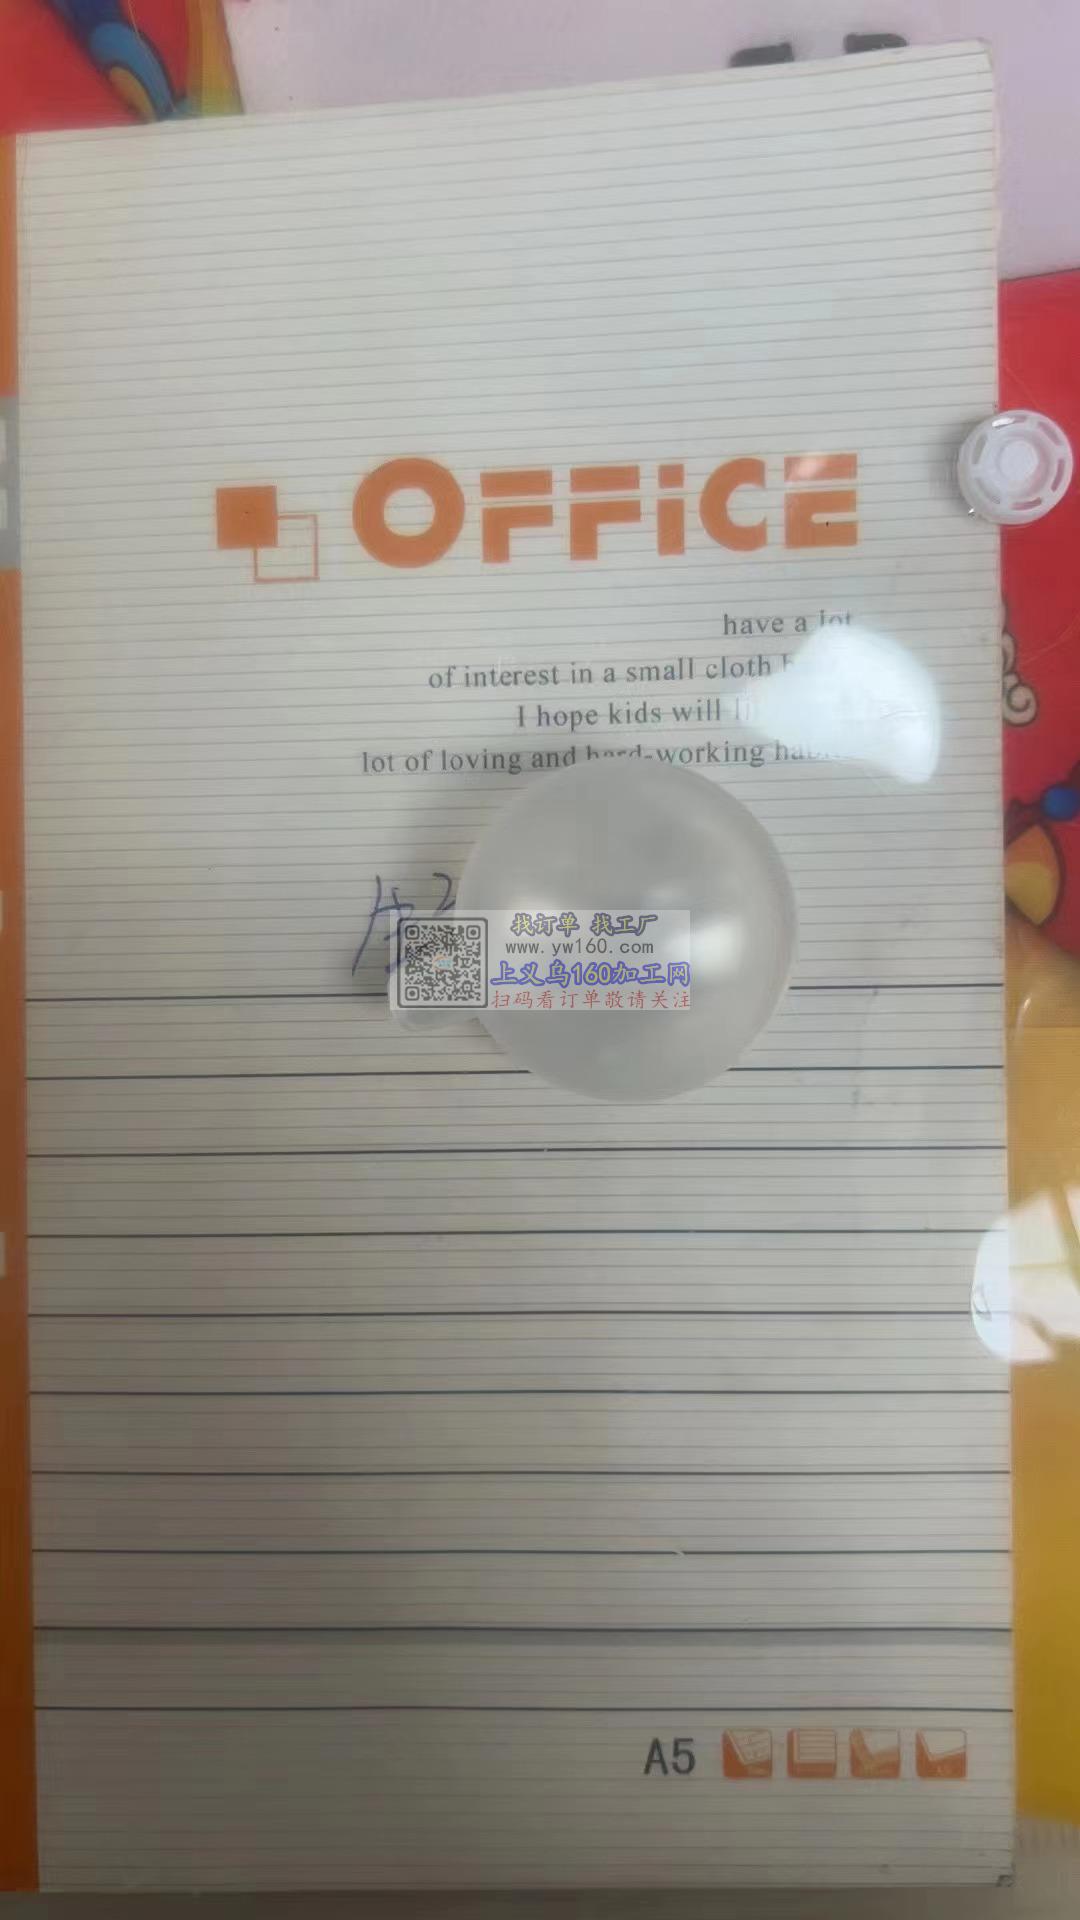 OFFiCE
have a lot
of interest in a small cloth
I hope kids will
lot of loving and hard-working
2
找订单 找工厂
www.yw160.com
上义乌160加工网
扫码看订单敬请关注
A5